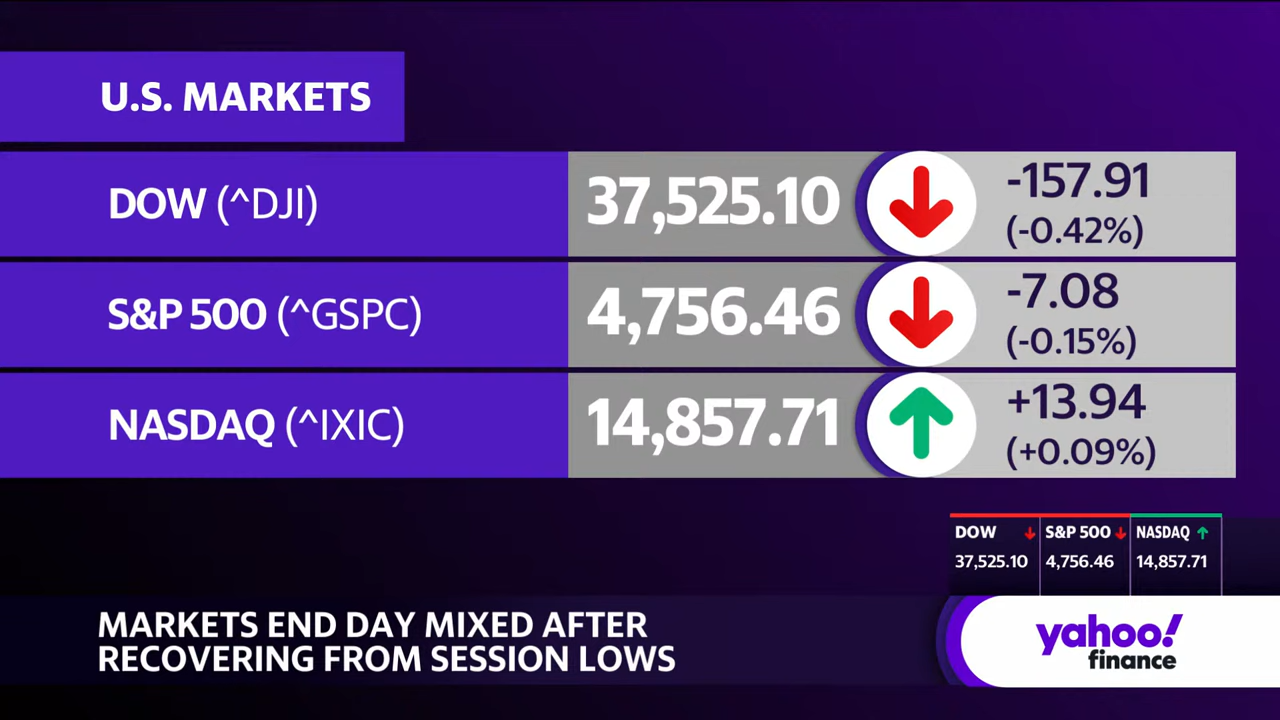 U.S. MARKETS
DOW (^DJI) 37,525.10 -157.91
(-0.42%)
S&P 500 (^GSPC) 4,756.46 -7.08
(-0.15%)
NASDAQ (^IXIC) 14,857.71 +13.94
(+0.09%)
DOW S&P 500 NASDAQ
37,525.10 4,756.46 14,857.71
MARKETS END DAY MIXED AFTER
RECOVERING FROM SESSION LOWS
yahoo!
finance